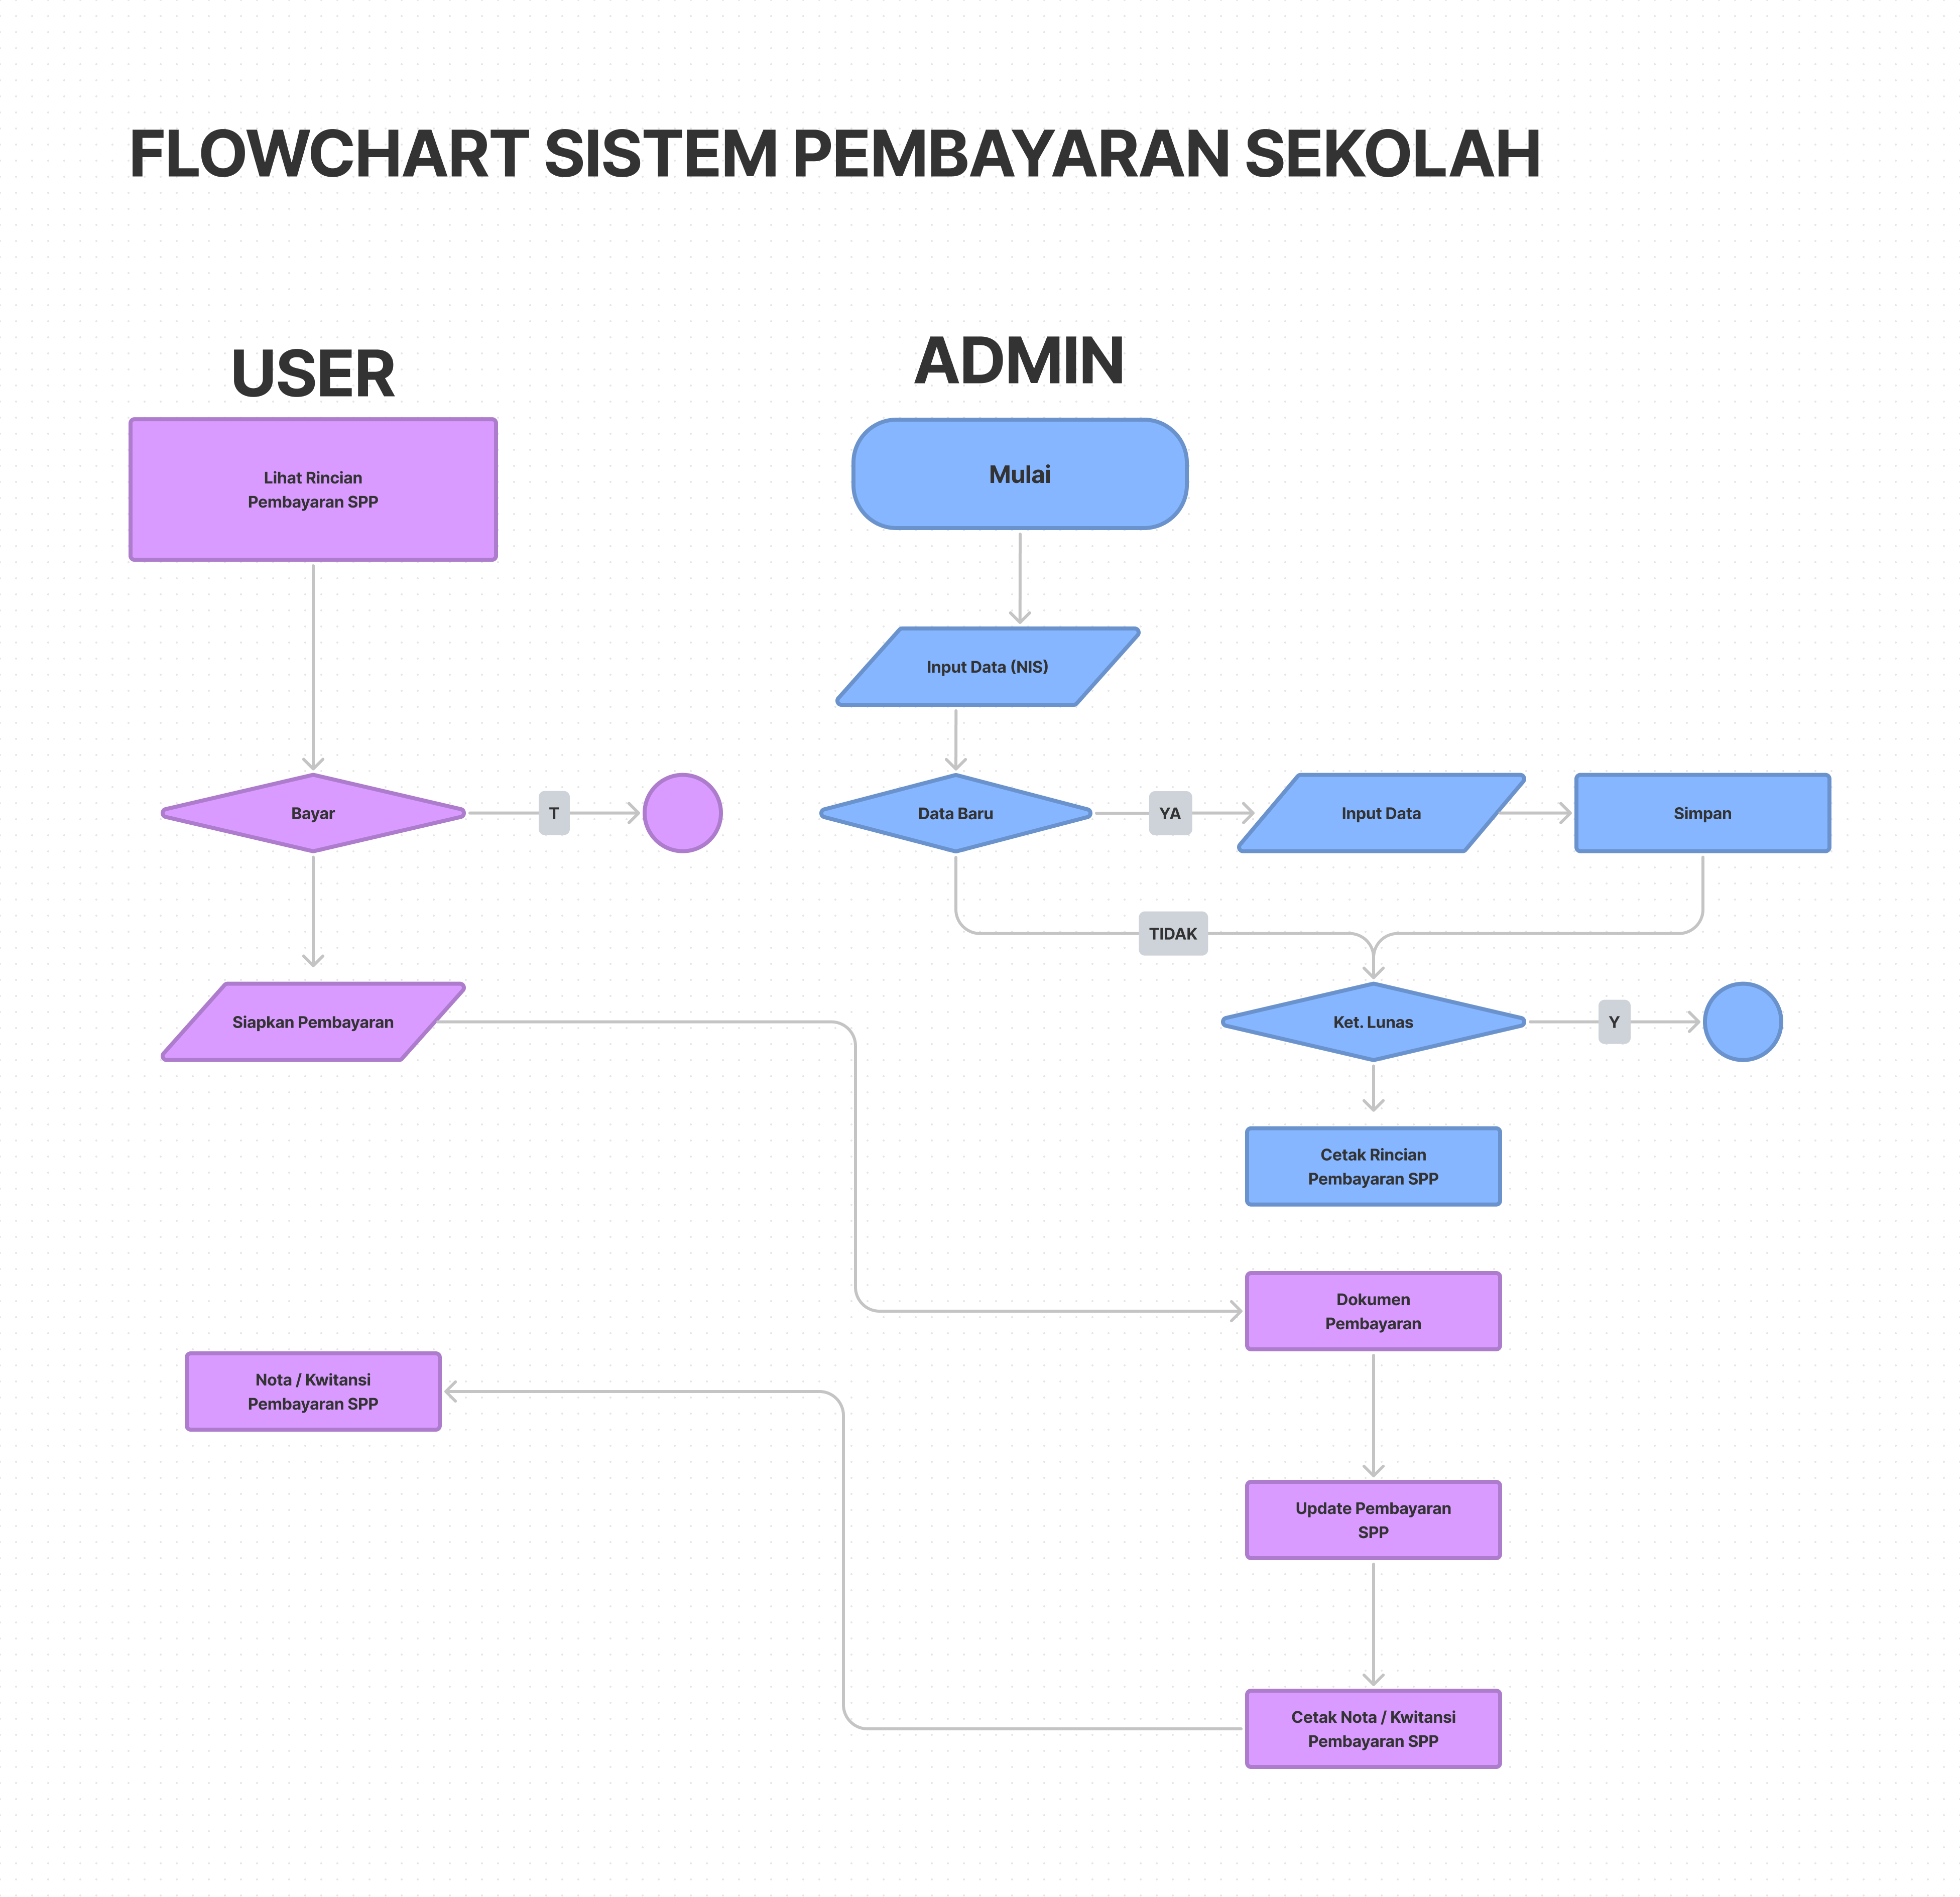 FLOWCHART SISTEM PEMBAYARAN SEKOLAH
USER
ADMIN
Lihat Rincian
Pembayaran SPP
Mulai
Input Data (NIS)
Bayar
T
Data Baru
YA
Input Data
Simpan
TIDAK
Siapkan Pembayaran
Ket. Lunas
Y
Cetak Rincian
Pembayaran SPP
Dokumen
Pembayaran
Nota / Kwitansi
Pembayaran SPP
Update Pembayaran
SPP
Cetak Nota / Kwitansi
Pembayaran SPP